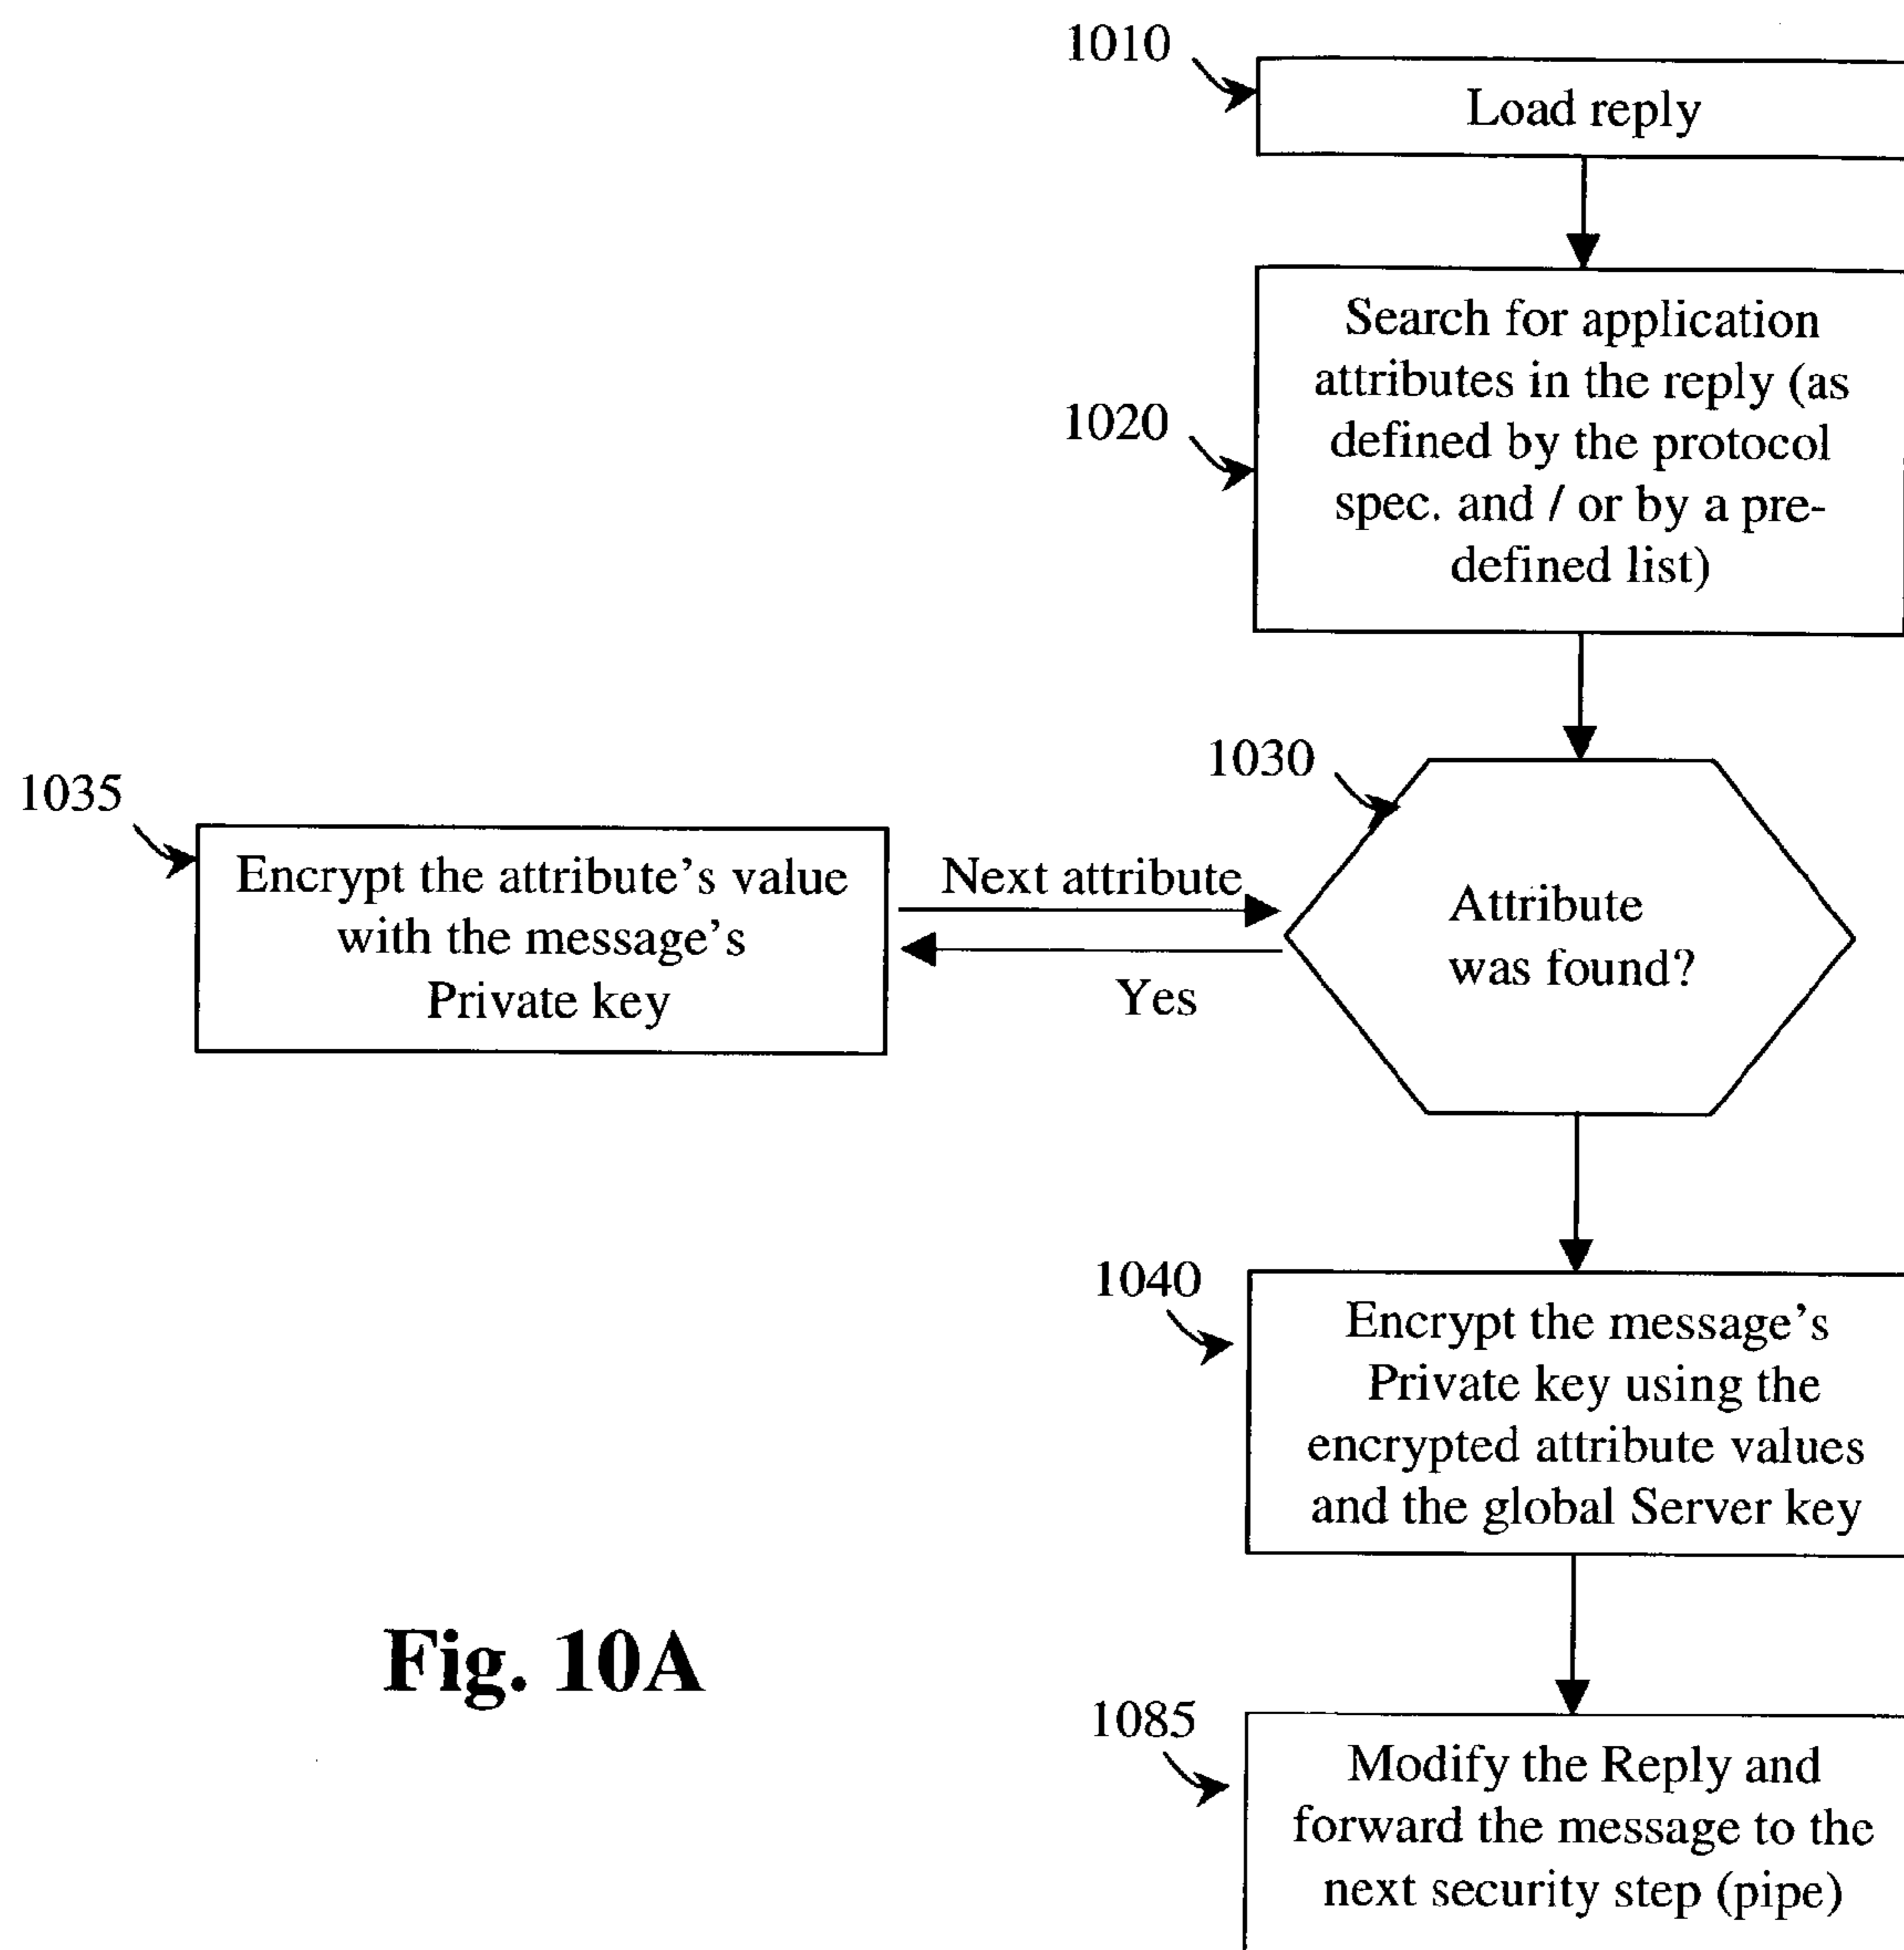 1010
Load reply
Search for application
attributes in the reply (as
defined by the protocol
spec. and / or by a pre-
defined list)
1020
1030
1035
Encrypt the attribute’s value
with the message’s
Private key
Next attribute
Yes
Attribute
was found?
1040
Encrypt the message’s
Private key using the
encrypted attribute values
and the global Server key
Fig. 10A
1085
Modify the Reply and
forward the message to the
next security step (pipe)